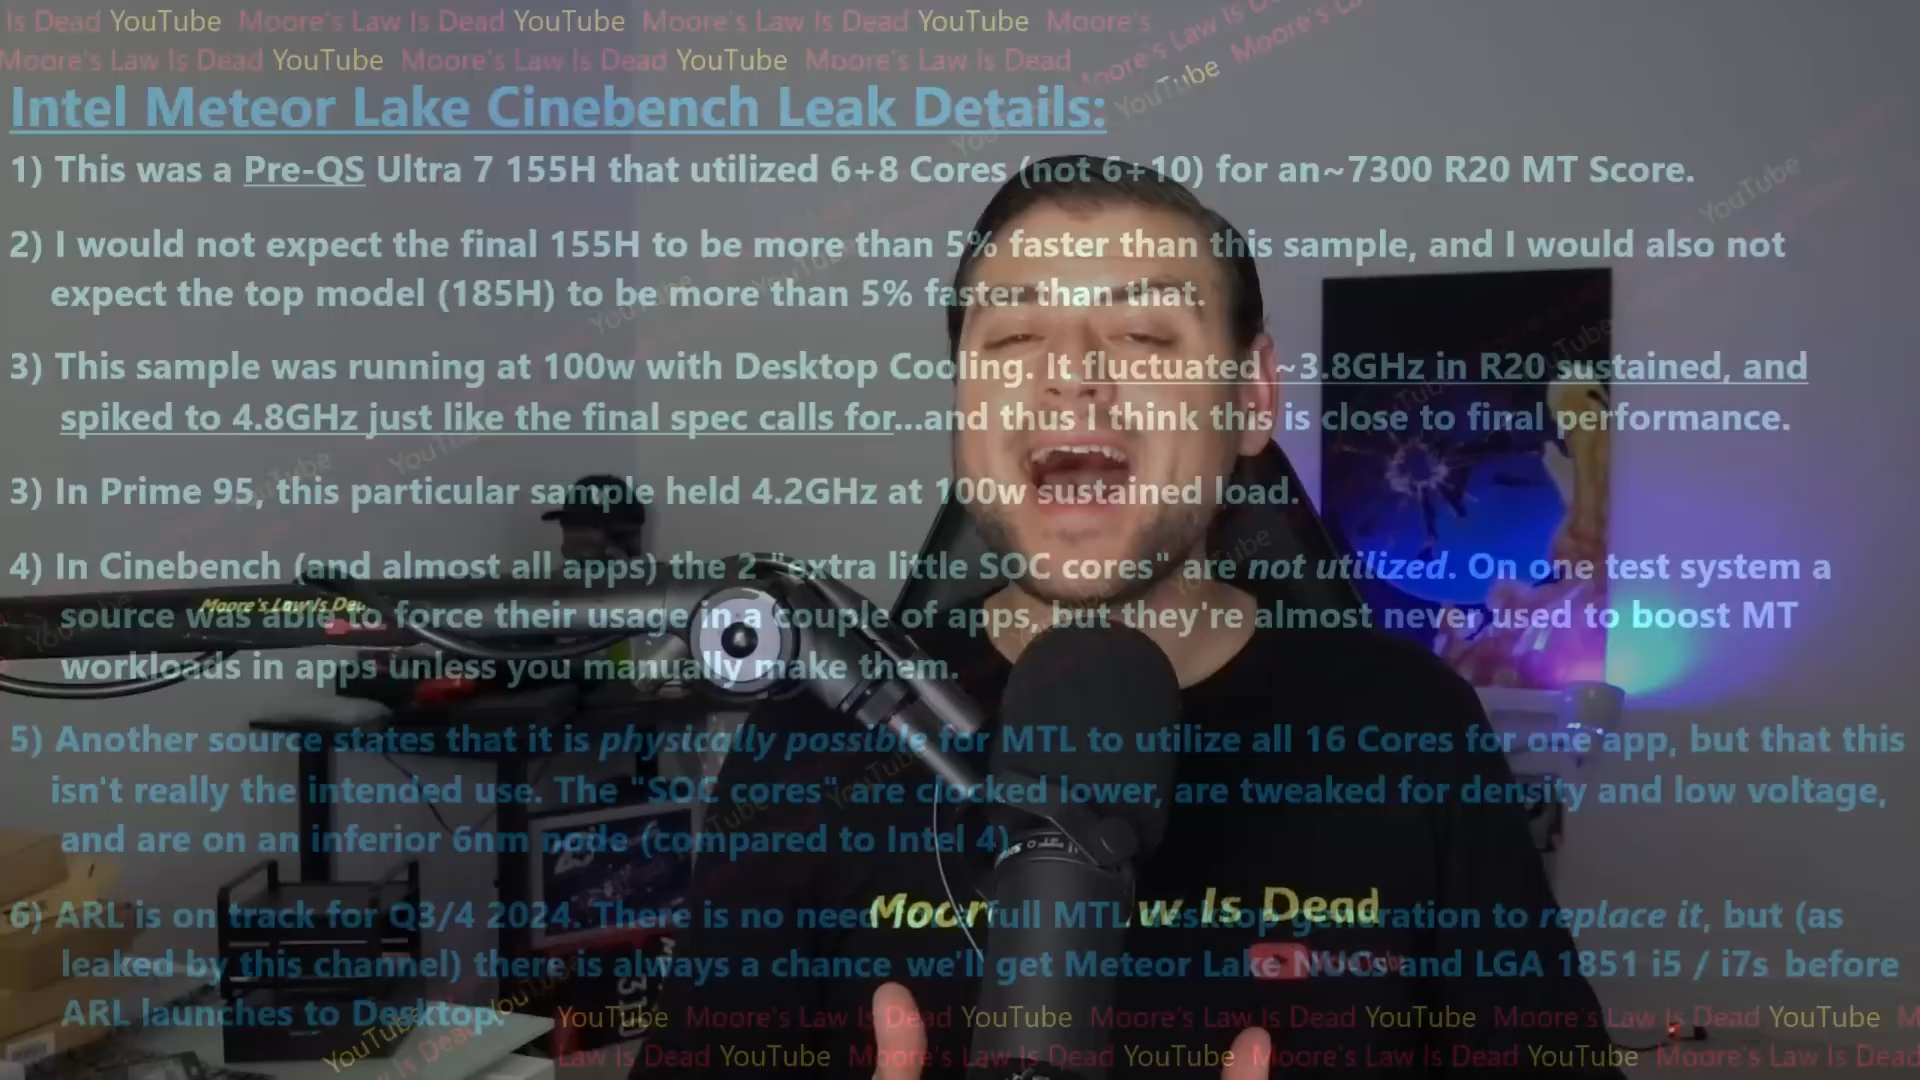 Is Dead YouTube Moore's Law Is Dead YouTube Moore's Law Is Dead YouTube Moore's
Moore's Law Is Dead YouTube Moore's Law Is Dead YouTube Moore's Law Is Dead
Intel Meteor Lake Cinebench Leak Details:
1) This was a Pre-QS Ultra 7 155H that utilized 6+8 Cores (not 6+10) for an~7300 R20 MT Score.
2) I would not expect the final 155H to be more than 5% faster than this sample, and I would also not
expect the top model (185H) to be more than 5% faster than that.
3) This sample was running at 100w with Desktop Cooling. It fluctuated ~3.8GHz in R20 sustained, and
spiked to 4.8GHz just like the final spec calls for...and thus I think this is close to final performance.
3) In Prime 95, this particular sample held 4.2GHz at 100w sustained load.
4) In Cinebench (and almost all apps) the 2 "extra little SOC cores" are not utilized. On one test system a
source was able to force their usage in a couple of apps, but they're almost never used to boost MT
workloads in apps unless you manually make them.
Moore's Law Is Dead
5) Another source states that it is physically possible for MTL to utilize all 16 Cores for one app, but that this
isn't really the intended use. The "SOC cores" are clocked lower, are tweaked for density and low voltage,
and are on an inferior 6nm node (compared to Intel 4)
6) ARL is on track for Q3/4 2024. There is no need for a full MTL desktop generation to replace it, but (as
leaked by this channel) there is always a chance we'll get Meteor Lake NUCs and LGA 1851 i5 / i7s before
ARL launches to Desktop.
Is Dead
YouTube Moore's Law Is Dead YouTube Moore's Law Is Dead YouTube Moore's Law Is Dead YouTube
Law Is Dead YouTube Moore's Law Is Dead YouTube Moore's Law Is Dead YouTube Moore's Law Is Dead